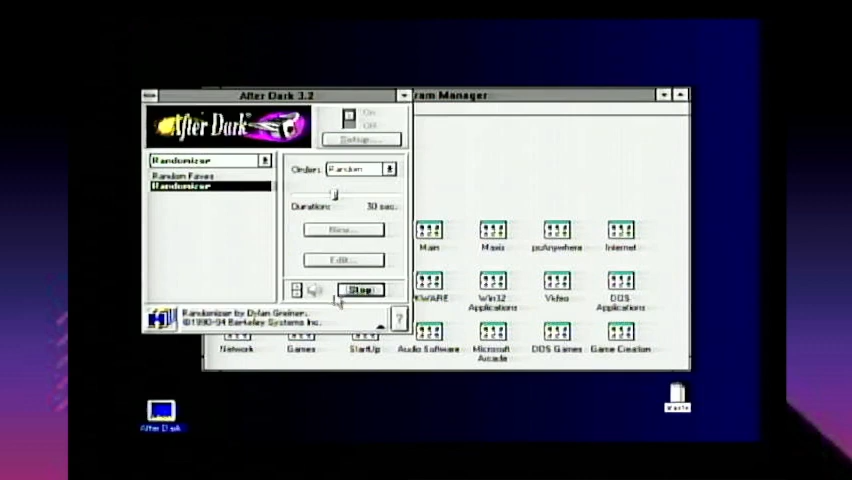 After Dark 3.2
ram Manager
After Dark
On
Off
Setup...
Randomizer
Random Faves
Randomizer
Order: Random
Duration: 30 sec.
New...
Edit...
Stop
Randomizer by Dylan Greiner.
©1990-94 Berkeley Systems Inc.
?
Main
Maxis
pcAnywhere
Internet
KWARE
Win32
Applications
Video
DOS
Applications
Network
Games
StartUp
Audio Software
Microsoft
Arcade
DOS Games
Game Creation
After Dark